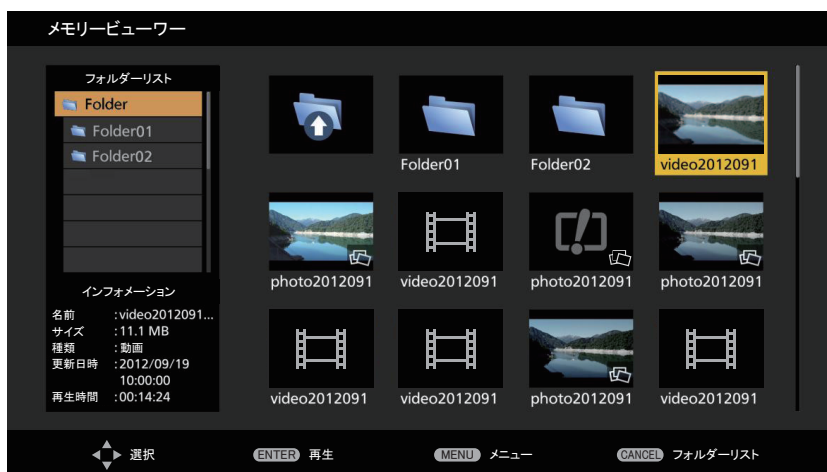 メモリービューワー
フォルダーリスト
Folder
Folder01
Folder02
インフォメーション
名前 :video2012091...
サイズ :11.1 MB
種類 :動画
更新日時 :2012/09/19
10:00:00
再生時間 :00:14:24
Folder01 Folder02 video2012091
photo2012091 video2012091 photo2012091 photo2012091
video2012091 video2012091 photo2012091 video2012091
選択 ENTER 再生 MENU メニュー CANCEL フォルダーリスト